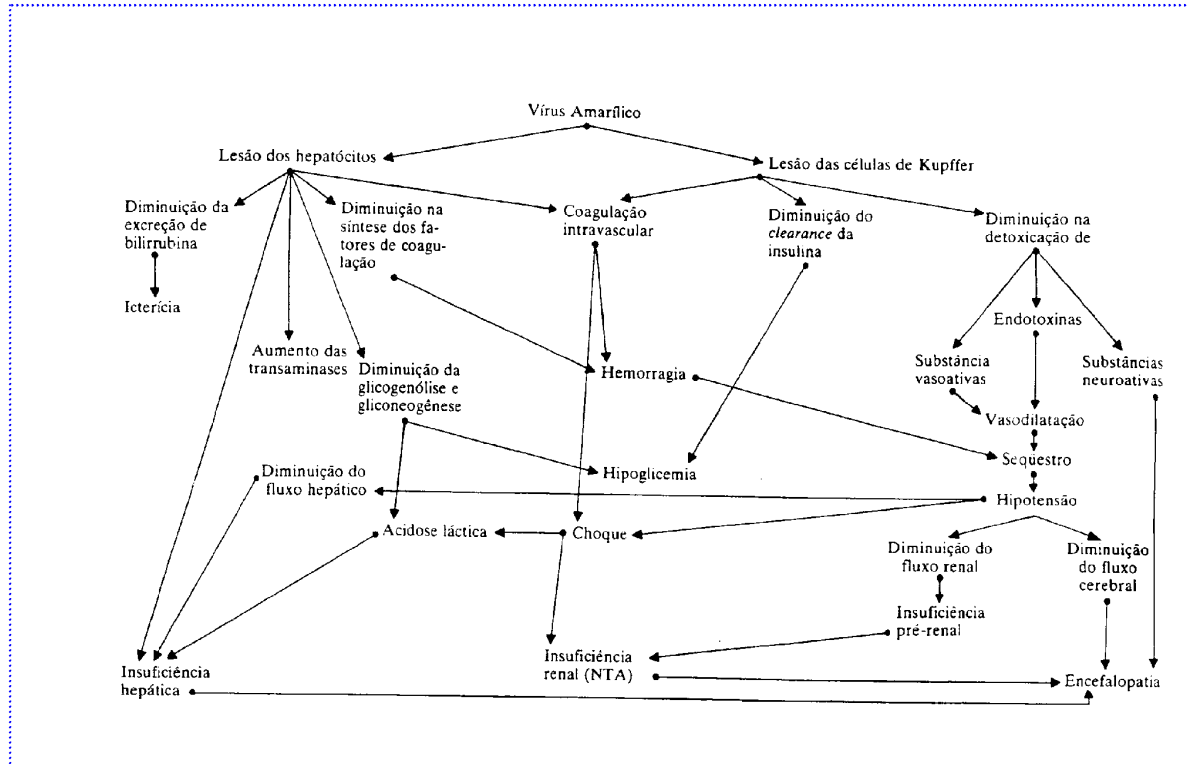 Vírus Amarílico
Lesão dos hepatócitos
Lesão das células de Kupffer
Diminuição da
excreção de
bilirrubina
Diminuição na
síntese dos fa-
tores de coagu-
lação
Coagulação
intravascular
Diminuição do
clearance da
insulina
Diminuição na
detoxicação de
Icterícia
Endotoxinas
Aumento das
transaminases
Diminuição da
glicogenólise e
gliconeogênese
Hemorragia
Substância
vasoativas
Substâncias
neuroativas
Vasodilatação
Seqüestro
Diminuição do
fluxo hepático
Hipoglicemia
Hipotensão
Acidose láctica
Choque
Diminuição do
fluxo renal
Diminuição
do fluxo
cerebral
Insuficiência
pré-renal
Insuficiência
hepática
Insuficiência
renal (NTA)
Encefalopatia